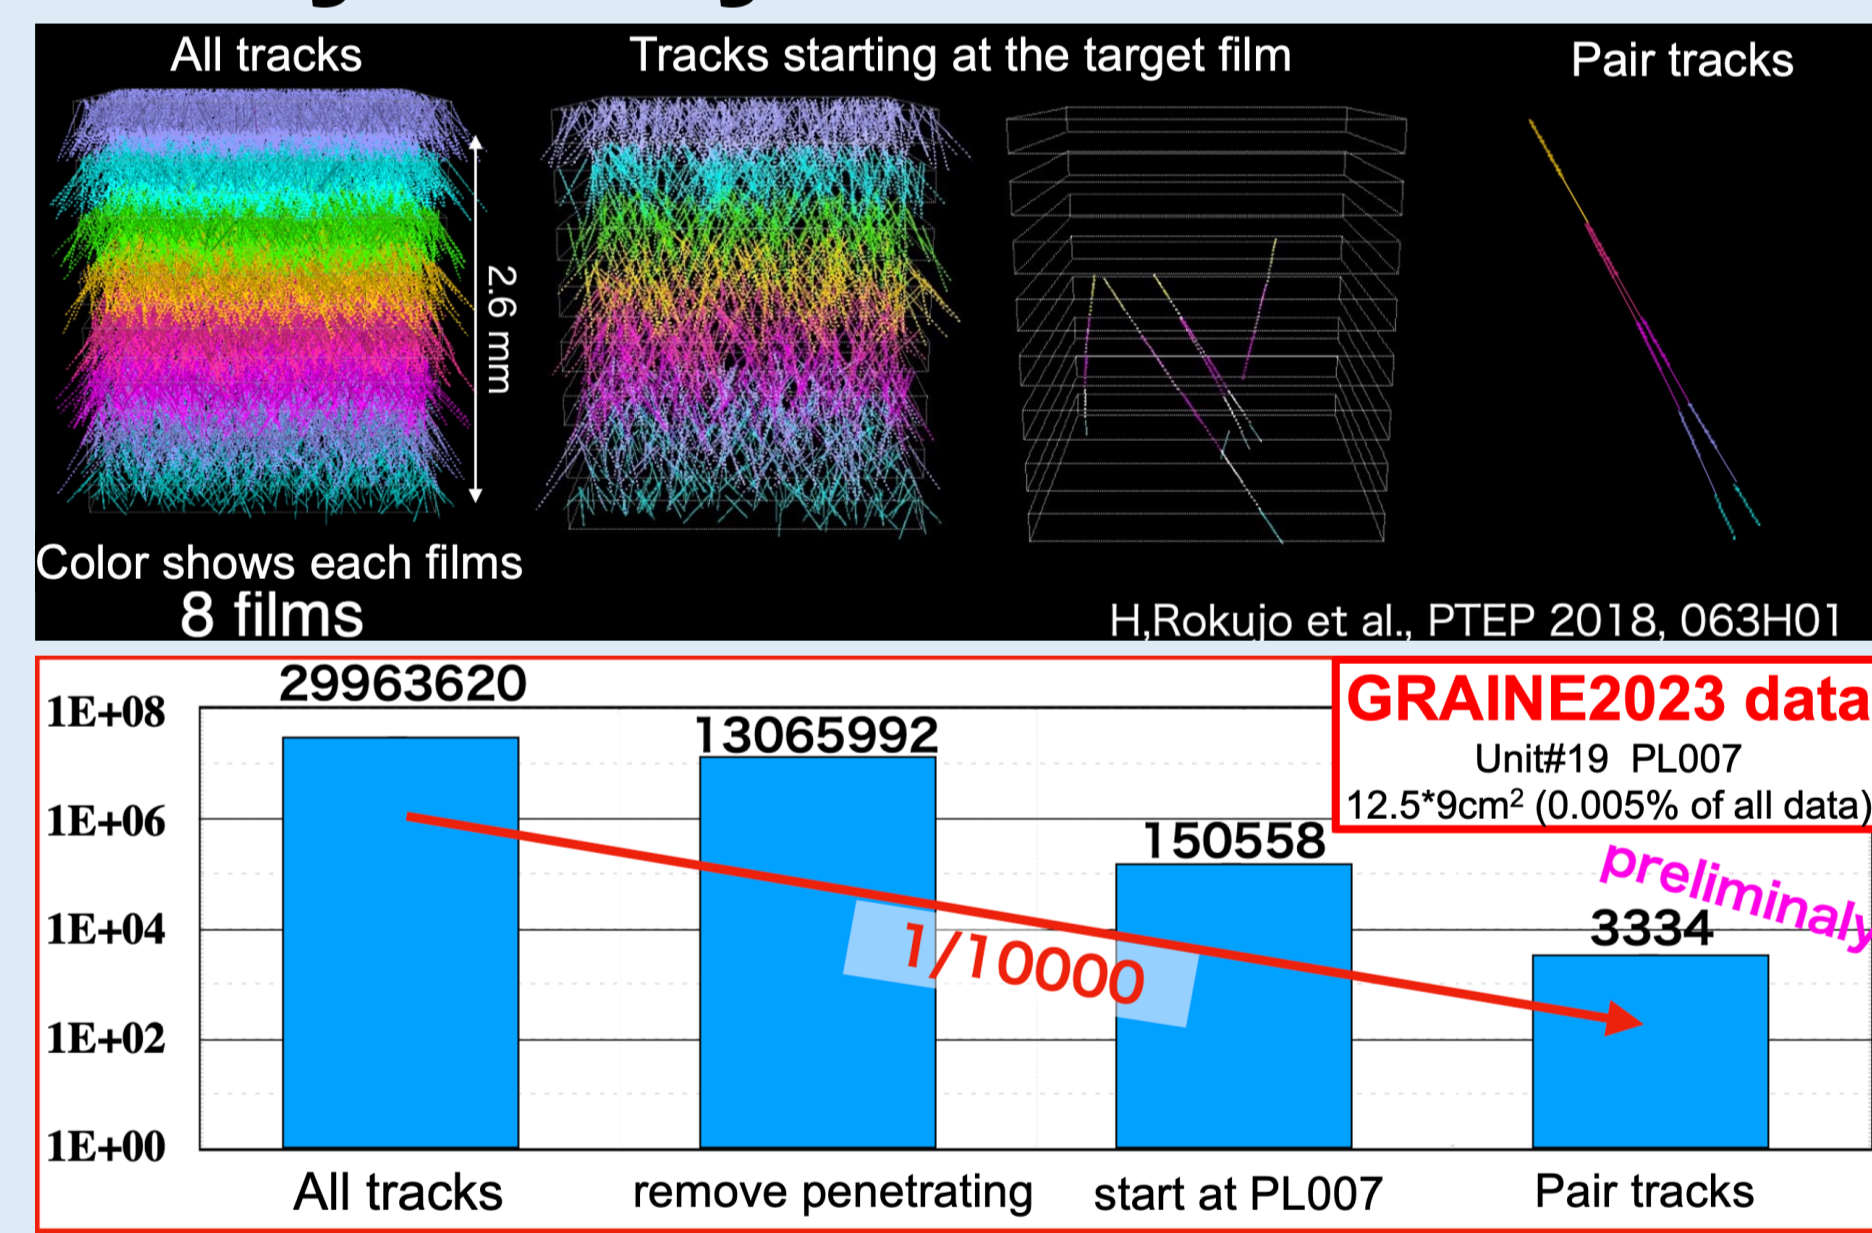 All tracks
Tracks starting at the target film
Pair tracks
2.6 mm
Color shows each films
8 films
H,Rokujo et al., PTEP 2018, 063H01
GRAINE2023 data
Unit#19 PL007
12.5*9cm² (0.005% of all data)
preliminaly
29963620
13065992
150558
3334
1/10000
1E+08
1E+06
1E+04
1E+02
1E+00
All tracks
remove penetrating
start at PL007
Pair tracks